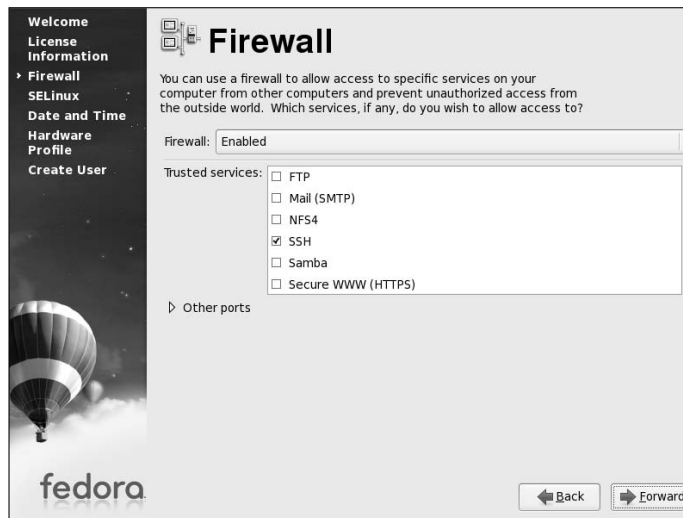 Welcome
License
Information
Firewall
SELinux
Date and Time
Hardware
Profile
Create User
Firewall
You can use a firewall to allow access to specific services on your
computer from other computers and prevent unauthorized access from
the outside world. Which services, if any, do you wish to allow access to?
Firewall: Enabled
Trusted services:
FTP
Mail (SMTP)
NFS4
SSH
Samba
Secure WWW (HTTPS)
Other ports
fedora
Back
Forward